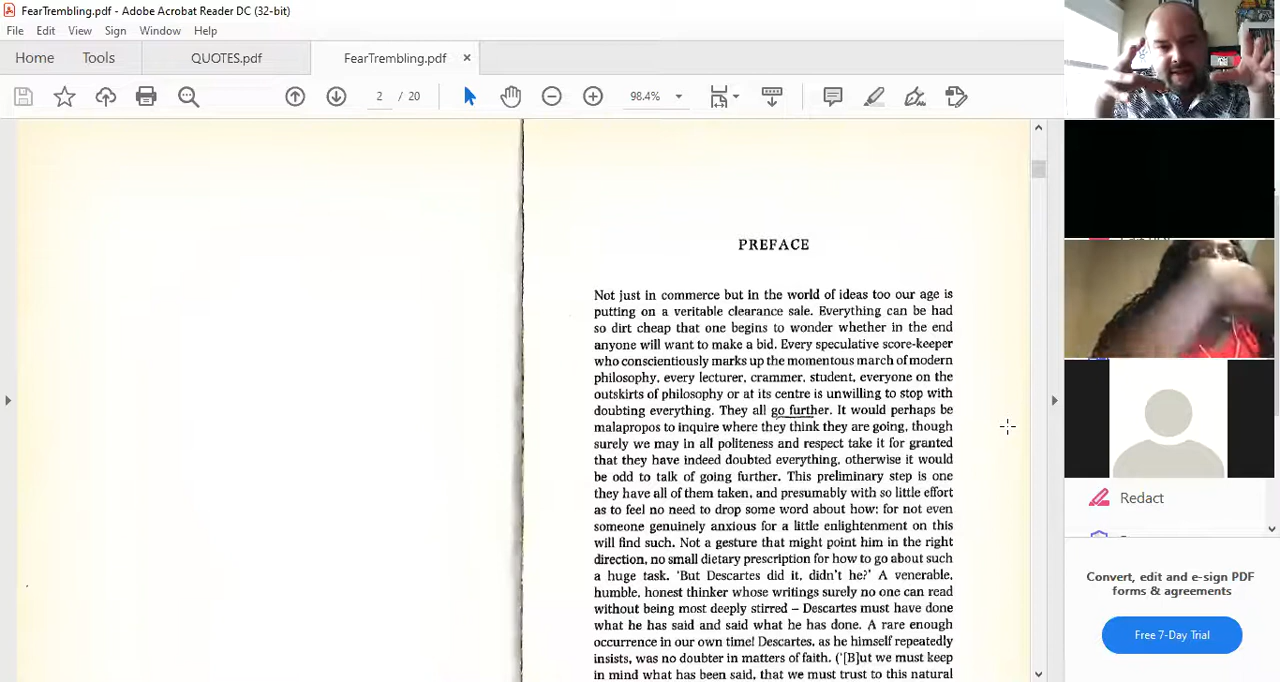 FearTrembling.pdf - Adobe Acrobat Reader DC (32-bit)
File Edit View Sign Window Help
Home Tools QUOTES.pdf FearTrembling.pdf ×
2 / 20 98.4%
PREFACE
Not just in commerce but in the world of ideas too our age is
putting on a veritable clearance sale. Everything can be had
so dirt cheap that one begins to wonder whether in the end
anyone will want to make a bid. Every speculative score-keeper
who conscientiously marks up the momentous march of modern
philosophy, every lecturer, crammer, student, everyone on the
outskirts of philosophy or at its centre is unwilling to stop with
doubting everything. They all go further. It would perhaps be
malapropos to inquire where they think they are going, though
surely we may in all politeness and respect take it for granted
that they have indeed doubted everything, otherwise it would
be odd to talk of going further. This preliminary step is one
they have all of them taken, and presumably with so little effort
as to feel no need to drop some word about how; for not even
someone genuinely anxious for a little enlightenment on this
will find such. Not a gesture that might point him in the right
direction, no small dietary prescription for how to go about such
a huge task. 'But Descartes did it, didn't he?' A venerable,
humble, honest thinker whose writings surely no one can read
without being most deeply stirred – Descartes must have done
what he has said and said what he has done. A rare enough
occurrence in our own time! Descartes, as he himself repeatedly
insists, was no doubter in matters of faith. ('[B]ut we must keep
in mind what has been said, that we must trust to this natural
Redact
Convert, edit and e-sign PDF
forms & agreements
Free 7-Day Trial